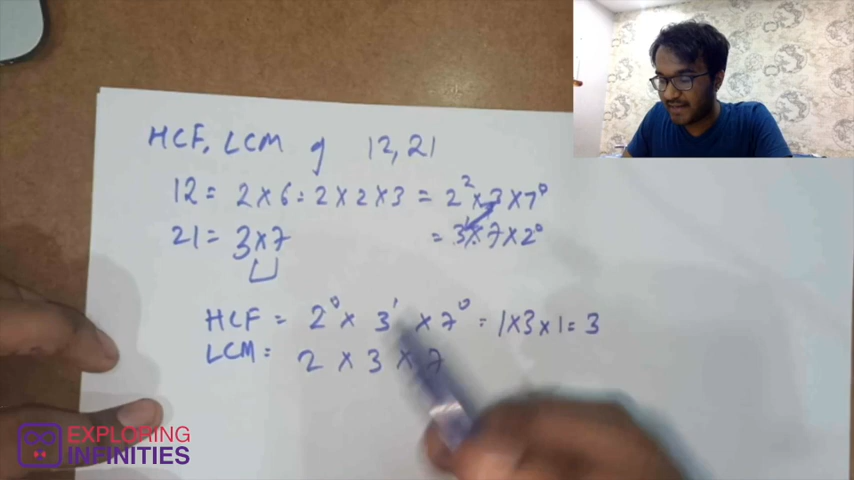 HCF, LCM of 12, 21
12 = 2 × 6 = 2 × 2 × 3 = 2² × 3 × 7⁰
21 = 3 × 7 = 3¹ × 7 × 2⁰
HCF = 2⁰ × 3¹ × 7⁰ = 1 × 3 × 1 = 3
LCM = 2 × 3 × 7
EXPLORING
INFINITIES